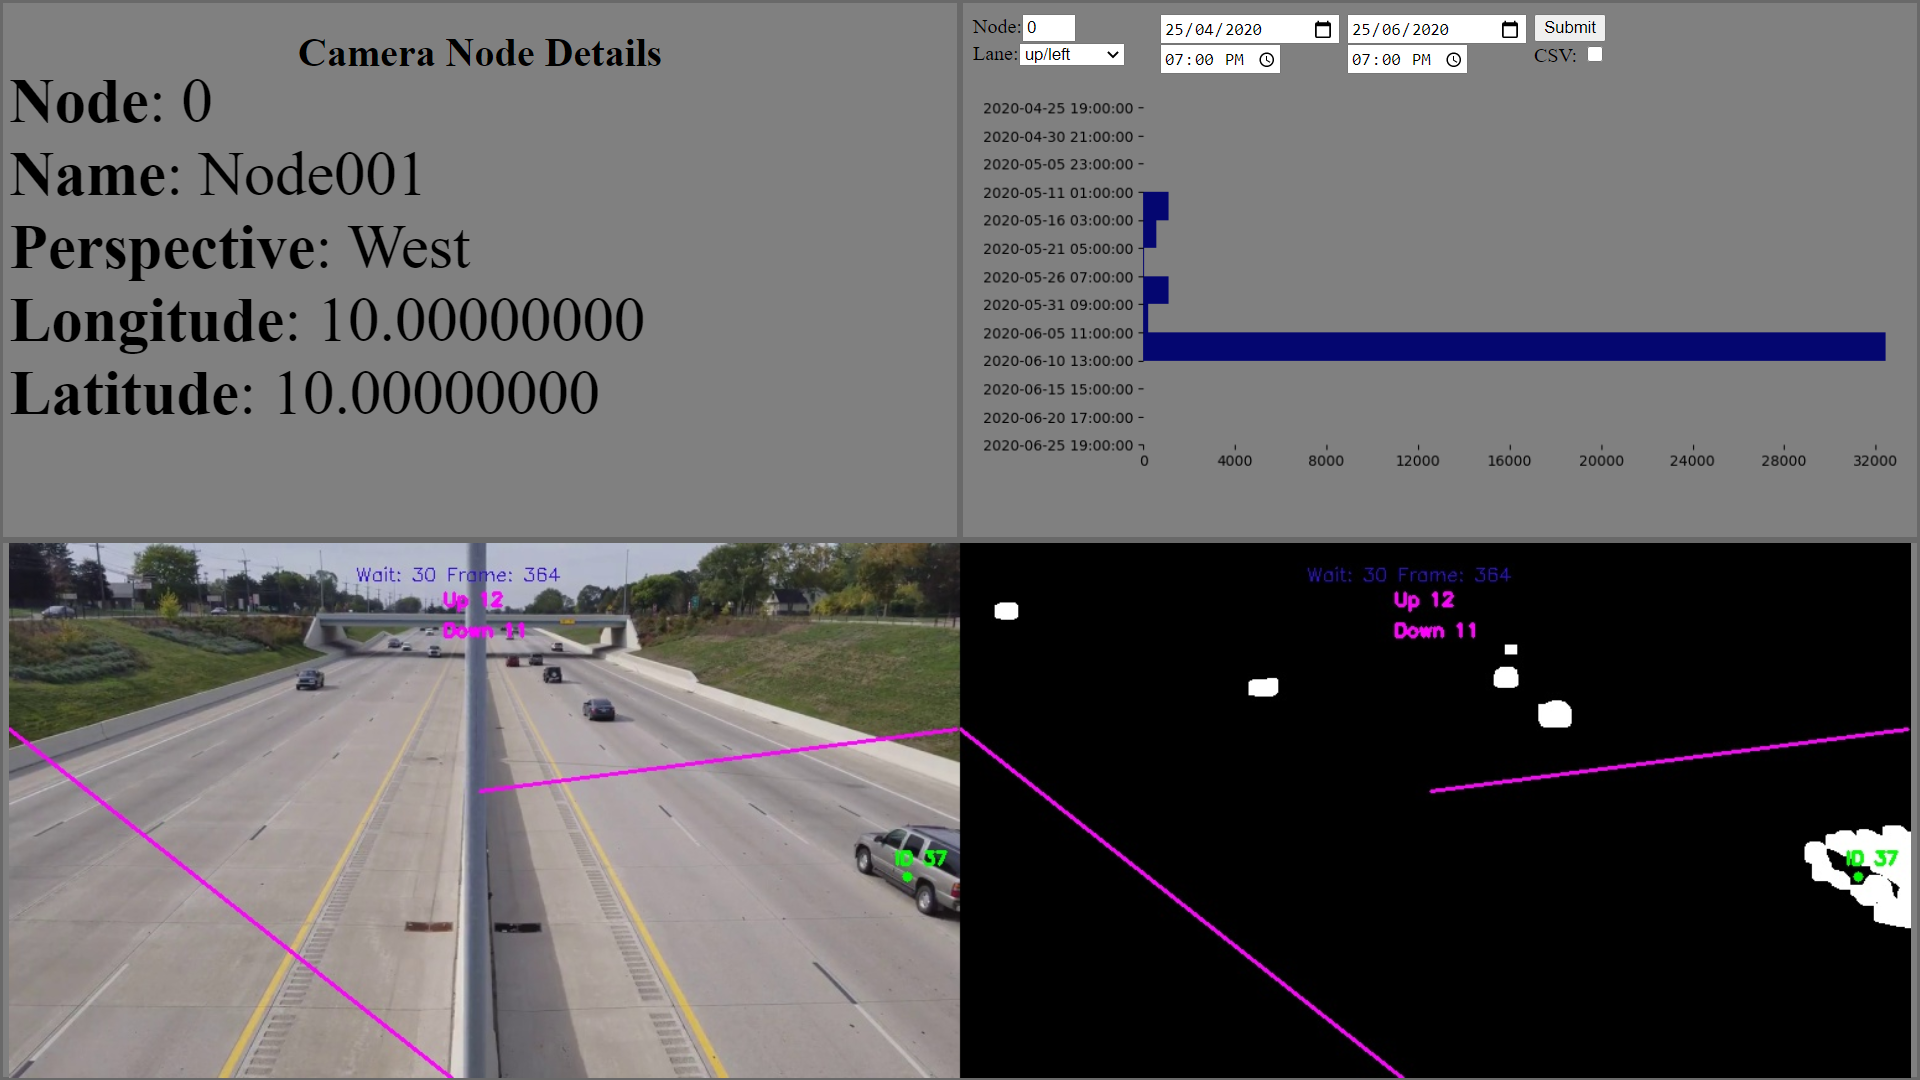 Camera Node Details
Node: 0
Name: Node001
Perspective: West
Longitude: 10.00000000
Latitude: 10.00000000
Node: 0
25/04/2020
25/06/2020
Submit
Lane: up/left
07:00 PM
07:00 PM
CSV:
2020-04-25 19:00:00
2020-04-30 21:00:00
2020-05-05 23:00:00
2020-05-11 01:00:00
2020-05-16 03:00:00
2020-05-21 05:00:00
2020-05-26 07:00:00
2020-05-31 09:00:00
2020-06-05 11:00:00
2020-06-10 13:00:00
2020-06-15 15:00:00
2020-06-20 17:00:00
2020-06-25 19:00:00
0 4000 8000 12000 16000 20000 24000 28000 32000
Wait: 30 Frame: 364
Up 12
Down 11
ID 37
Wait: 30 Frame: 364
Up 12
Down 11
ID 37